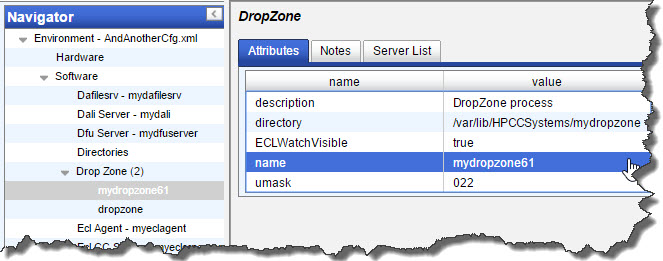 Navigator
Environment - AndAnotherCfg.xml
Hardware
Software
Dafilesrv - mydafilesrv
Dali Server - mydali
Dfu Server - mydfuserver
Directories
Drop Zone (2)
mydropzone61
dropzone
Ecl Agent - myeclagent
DropZone
Attributes Notes Server List
name value
description DropZone process
directory /var/lib/HPCCSystems/mydropzone
ECLWatchVisible true
name mydropzone61
umask 022